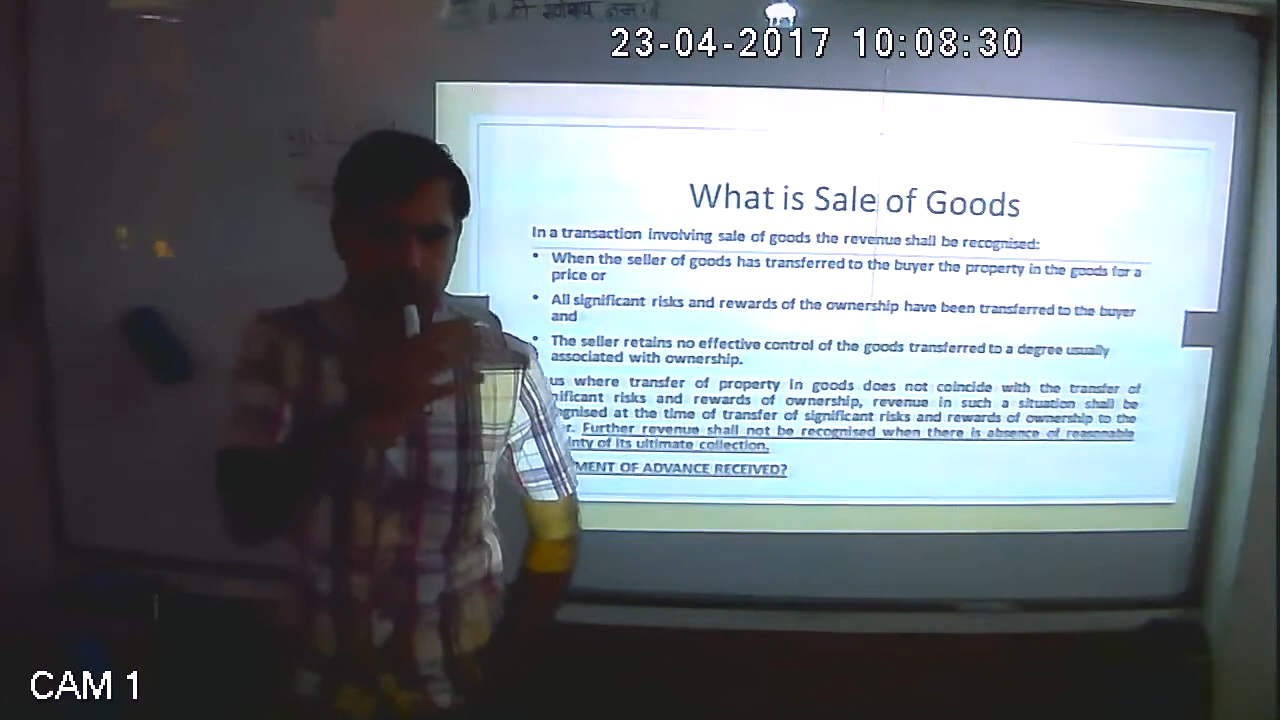 23-04-2017 10:08:30
What is Sale of Goods
In a transaction involving sale of goods the revenue shall be recognised:
• When the seller of goods has transferred to the buyer the property in the goods for a
price or
• All significant risks and rewards of the ownership have been transferred to the buyer
and
• The seller retains no effective control of the goods transferred to a degree usually
associated with ownership.
us where transfer of property in goods does not coincide with the transfer of
nificant risks and rewards of ownership, revenue in such a situation shall be
gnised at the time of transfer of significant risks and rewards of ownership to the
r. Further revenue shall not be recognised when there is absence of reasonable
inty of its ultimate collection.
MENT OF ADVANCE RECEIVED?
CAM 1